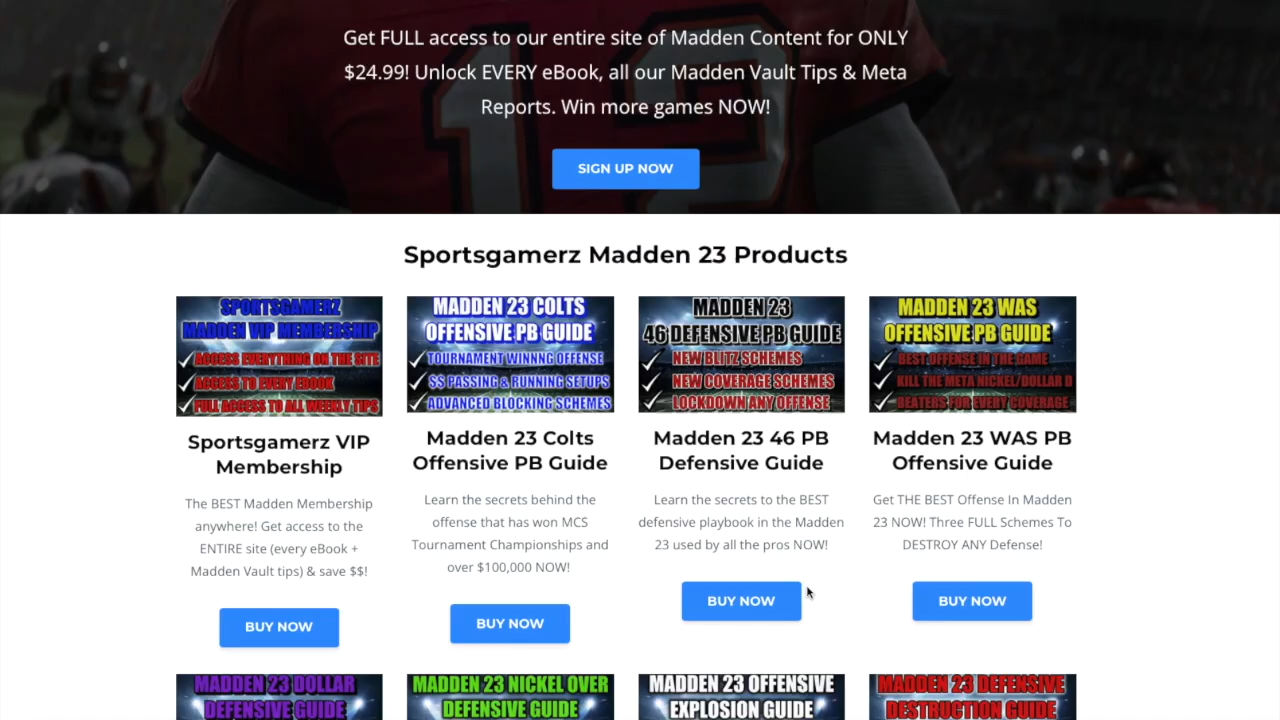 Get FULL access to our entire site of Madden Content for ONLY
$24.99! Unlock EVERY eBook, all our Madden Vault Tips & Meta
Reports. Win more games NOW!
SIGN UP NOW
Sportsgamerz Madden 23 Products
SPORTSGAMERZ
MADDEN VIP MEMBERSHIP
ACCESS EVERYTHING ON THE SITE
ACCESS TO EVERY EBOOK
FULL ACCESS TO ALL WEEKLY TIPS
Sportsgamerz VIP
Membership
The BEST Madden Membership
anywhere! Get access to the
ENTIRE site (every eBook +
Madden Vault tips) & save $$!
BUY NOW
MADDEN 23 COLTS
OFFENSIVE PB GUIDE
TOURNAMENT WINNNG OFFENSE
SS PASSING & RUNNING SETUPS
ADVANCED BLOCKING SCHEMES
Madden 23 Colts
Offensive PB Guide
Learn the secrets behind the
offense that has won MCS
Tournament Championships and
over $100,000 NOW!
BUY NOW
MADDEN 23
46 DEFENSIVE PB GUIDE
NEW BLITZ SCHEMES
NEW COVERAGE SCHEMES
LOCKDOWN ANY OFFENSE
Madden 23 46 PB
Defensive Guide
Learn the secrets to the BEST
defensive playbook in the Madden
23 used by all the pros NOW!
BUY NOW
MADDEN 23 WAS
OFFENSIVE PB GUIDE
BEST OFFENSE IN THE GAME
KILL THE META NICKEL/DOLLAR D
BEATERS FOR EVERY COVERAGE
Madden 23 WAS PB
Offensive Guide
Get THE BEST Offense In Madden
23 NOW! Three FULL Schemes To
DESTROY ANY Defense!
BUY NOW
MADDEN 23 DOLLAR
DEFENSIVE GUIDE
MADDEN 23 NICKEL OVER
DEFENSIVE GUIDE
MADDEN 23 OFFENSIVE
EXPLOSION GUIDE
MADDEN 23 DEFENSIVE
DESTRUCTION GUIDE